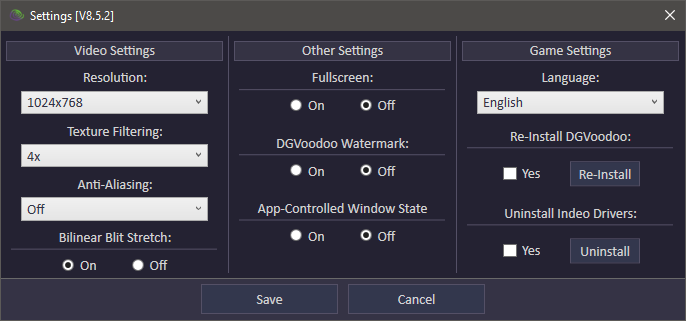 Settings [V8.5.2]
Video Settings
Resolution:
1024x768
Texture Filtering:
4x
Anti-Aliasing:
Off
Bilinear Blit Stretch:
On Off
Other Settings
Fullscreen:
On Off
DGVoodoo Watermark:
On Off
App-Controlled Window State
On Off
Game Settings
Language:
English
Re-Install DGVoodoo:
Yes Re-Install
Uninstall Indeo Drivers:
Yes Uninstall
Save Cancel